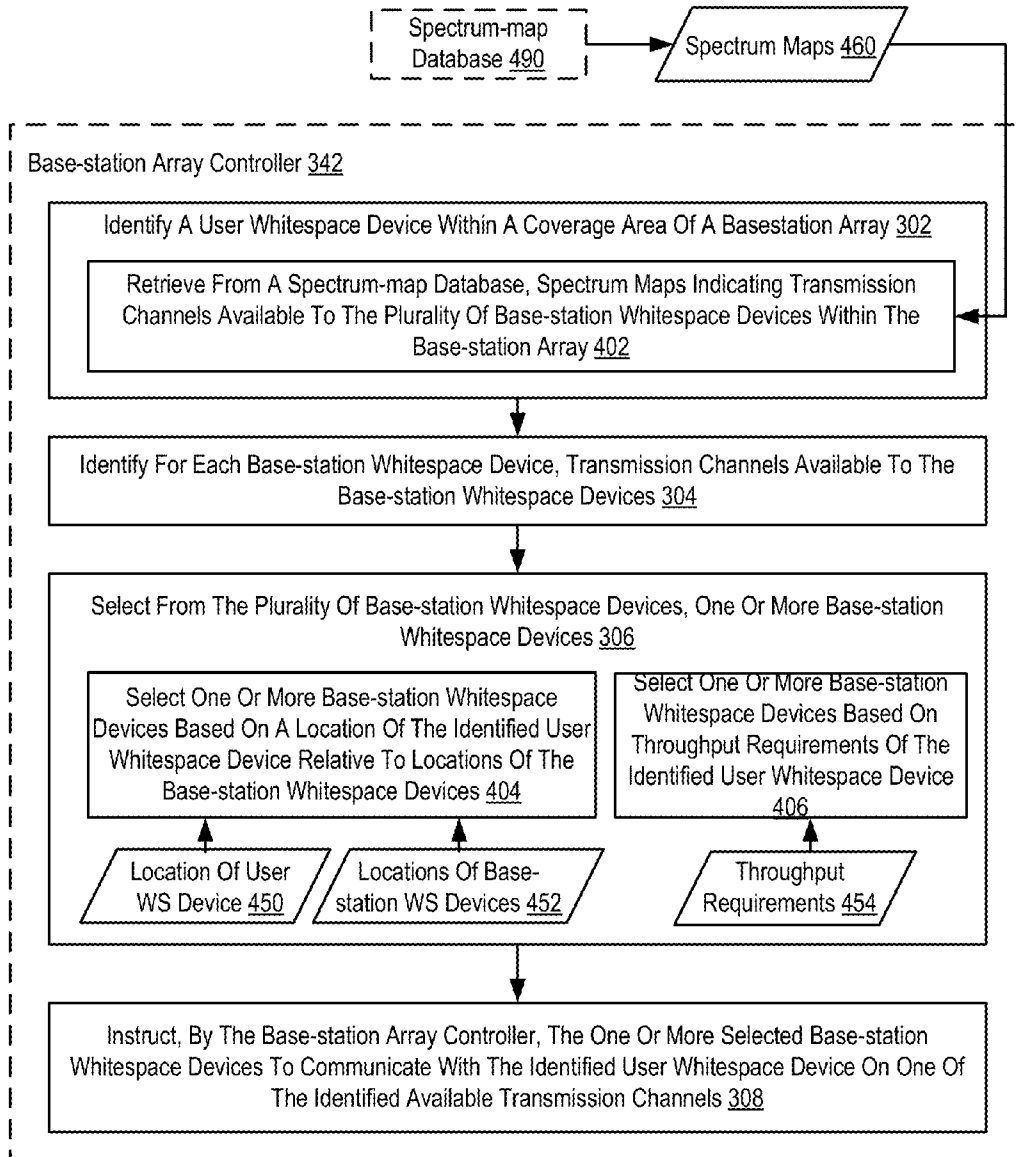 Spectrum-map
Database 490
Spectrum Maps 460
Base-station Array Controller 342
Identify A User Whitespace Device Within A Coverage Area Of A Basestation Array 302
Retrieve From A Spectrum-map Database, Spectrum Maps Indicating Transmission
Channels Available To The Plurality Of Base-station Whitespace Devices Within The
Base-station Array 402
Identify For Each Base-station Whitespace Device, Transmission Channels Available To The
Base-station Whitespace Devices 304
Select From The Plurality Of Base-station Whitespace Devices, One Or More Base-station
Whitespace Devices 306
Select One Or More Base-station Whitespace
Devices Based On A Location Of The Identified User
Whitespace Device Relative To Locations Of The
Base-station Whitespace Devices 404
Select One Or More Base-station
Whitespace Devices Based On
Throughput Requirements Of The
Identified User Whitespace Device
406
Location Of User
WS Device 450
Locations Of Base-
station WS Devices 452
Throughput
Requirements 454
Instruct, By The Base-station Array Controller, The One Or More Selected Base-station
Whitespace Devices To Communicate With The Identified User Whitespace Device On One Of
The Identified Available Transmission Channels 308